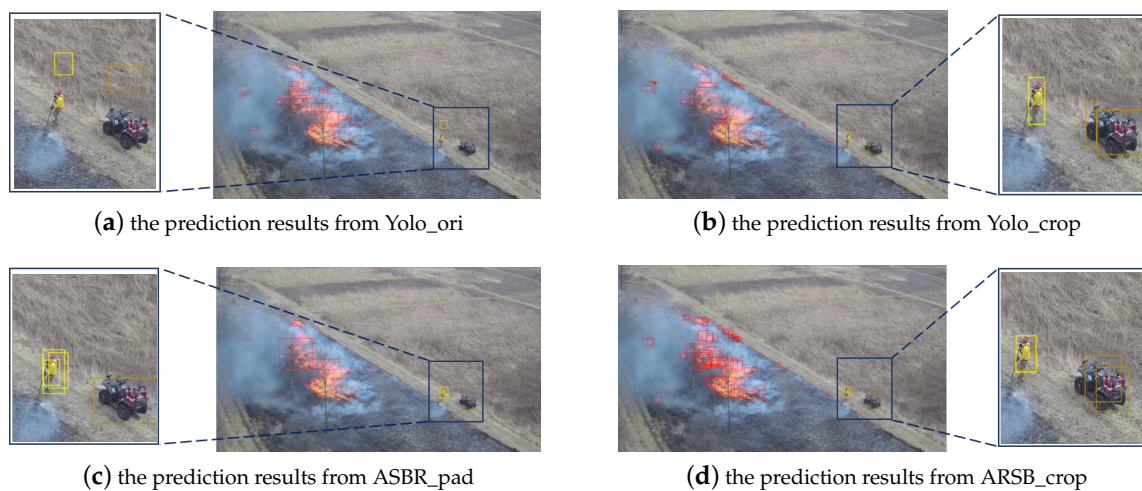 (a) the prediction results from Yolo_ori
(b) the prediction results from Yolo_crop
(c) the prediction results from ASBR_pad
(d) the prediction results from ARSB_crop